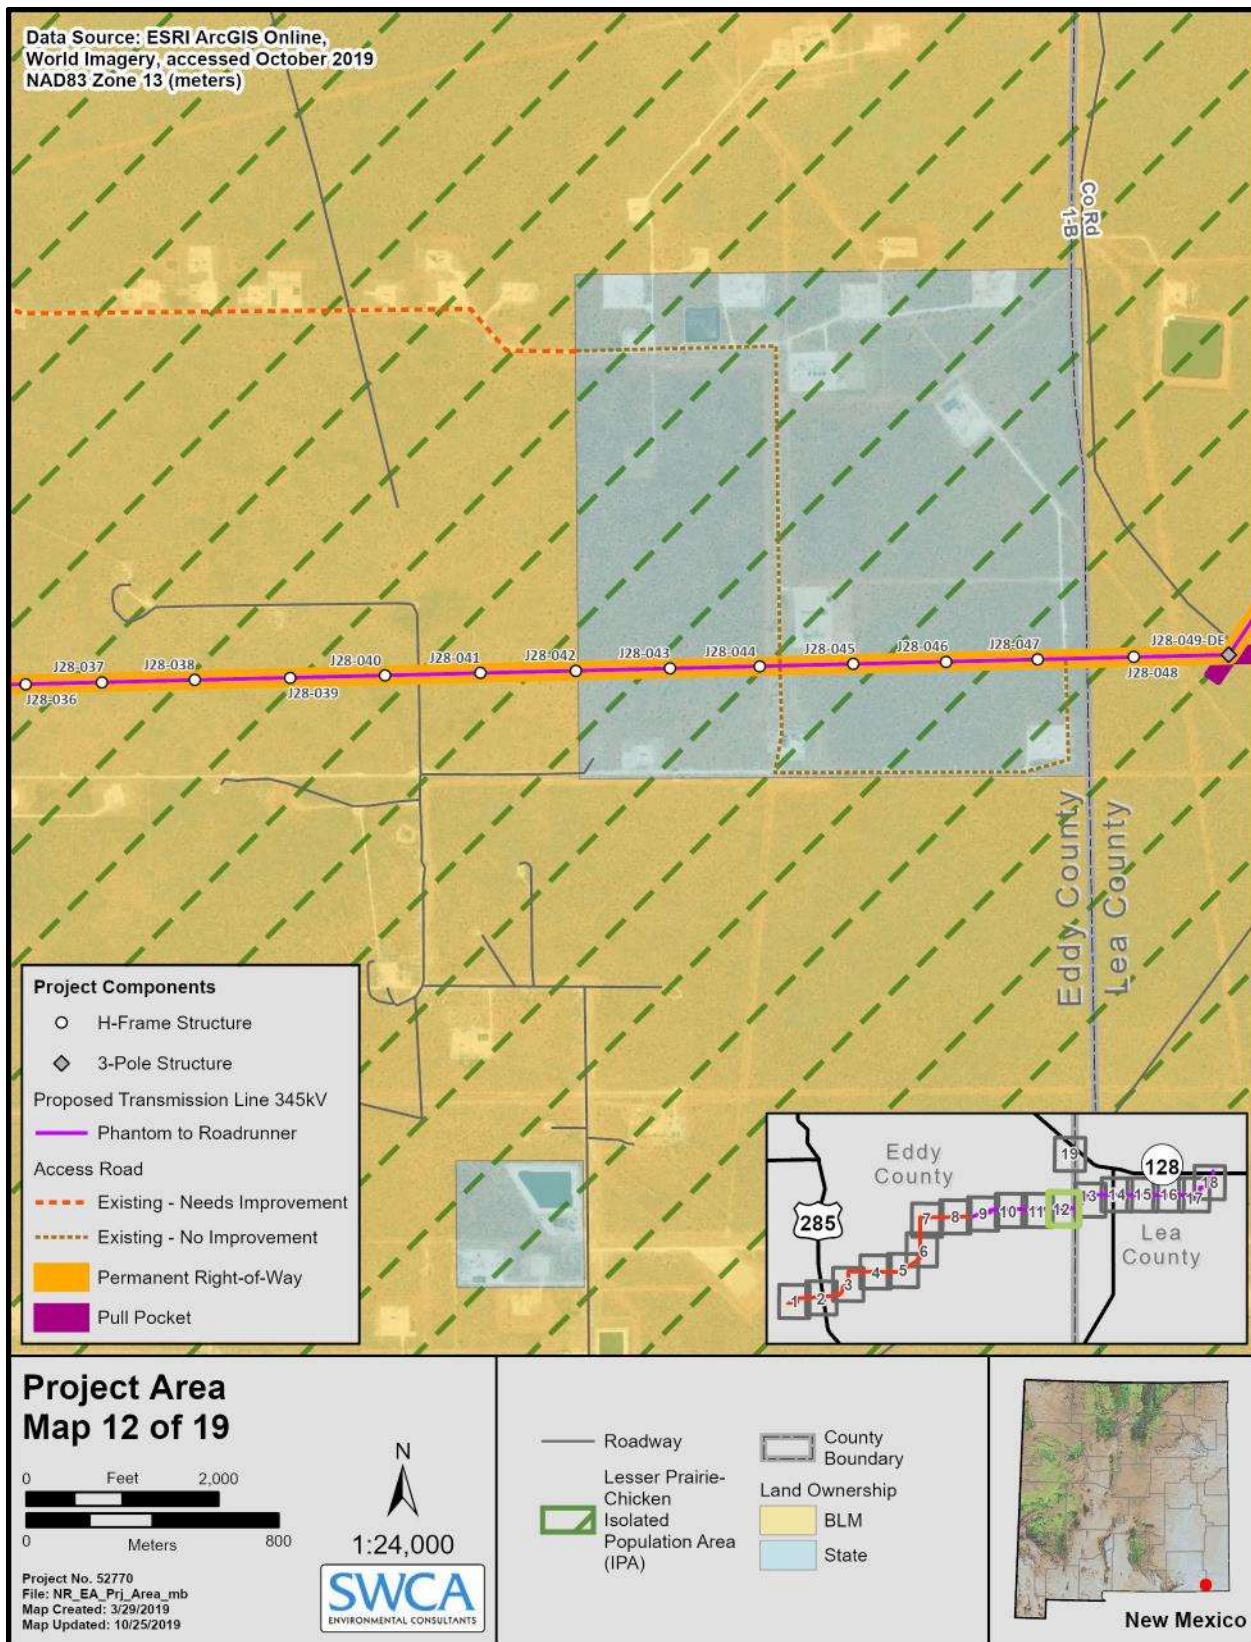 Data Source: ESRI ArcGIS Online,
World Imagery, accessed October 2019
NAD83 Zone 13 (meters)
Co Rd
1-B
J28-036
J28-037
J28-038
J28-039
J28-040
J28-041
J28-042
J28-043
J28-044
J28-045
J28-046
J28-047
J28-048
J28-049-DE
Eddy County
Lea County
Project Components
H-Frame Structure
3-Pole Structure
Proposed Transmission Line 345kV
Phantom to Roadrunner
Access Road
Existing - Needs Improvement
Existing - No Improvement
Permanent Right-of-Way
Pull Pocket
Eddy
County
285
128
Lea
County
1
2
3
4
5
6
7
8
9
10
11
12
13
14
15
16
17
18
19
Project Area
Map 12 of 19
0 Feet 2,000
0 Meters 800
N
1:24,000
Project No. 52770
File: NR_EA_Prj_Area_mb
Map Created: 3/29/2019
Map Updated: 10/25/2019
SWCA
ENVIRONMENTAL CONSULTANTS
Roadway
Lesser Prairie-
Chicken
Isolated
Population Area
(IPA)
County
Boundary
Land Ownership
BLM
State
New Mexico